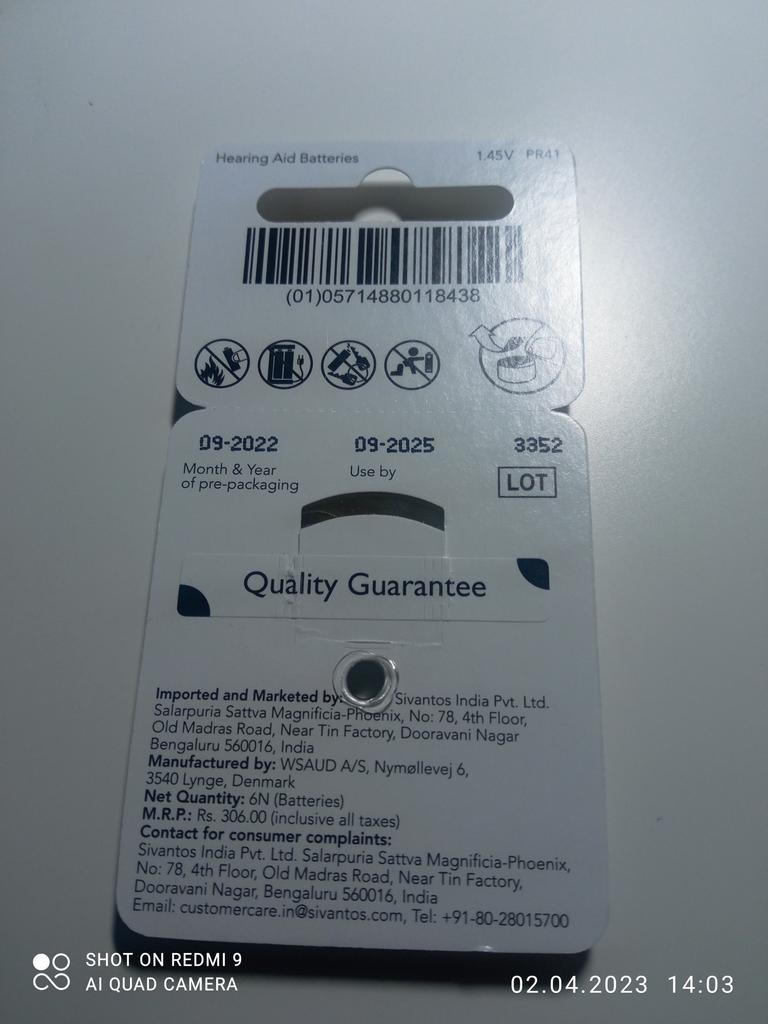 Hearing Aid Batteries 1.45V PR41
(01)05714880118438
09-2022 09-2025 3352
Month & Year Use by LOT
of pre-packaging
Quality Guarantee
Imported and Marketed by: Sivantos India Pvt. Ltd.
Salarpuria Sattva Magnificia-Phoenix, No: 78, 4th Floor,
Old Madras Road, Near Tin Factory, Dooravani Nagar
Bengaluru 560016, India
Manufactured by: WSAUD A/S, Nymøllevej 6,
3540 Lynge, Denmark
Net Quantity: 6N (Batteries)
M.R.P.: Rs. 306.00 (inclusive all taxes)
Contact for consumer complaints:
Sivantos India Pvt. Ltd. Salarpuria Sattva Magnificia-Phoenix,
No: 78, 4th Floor, Old Madras Road, Near Tin Factory,
Dooravani Nagar, Bengaluru 560016, India
Email: customercare.in@sivantos.com, Tel: +91-80-28015700
SHOT ON REDMI 9
AI QUAD CAMERA
02.04.2023 14:03